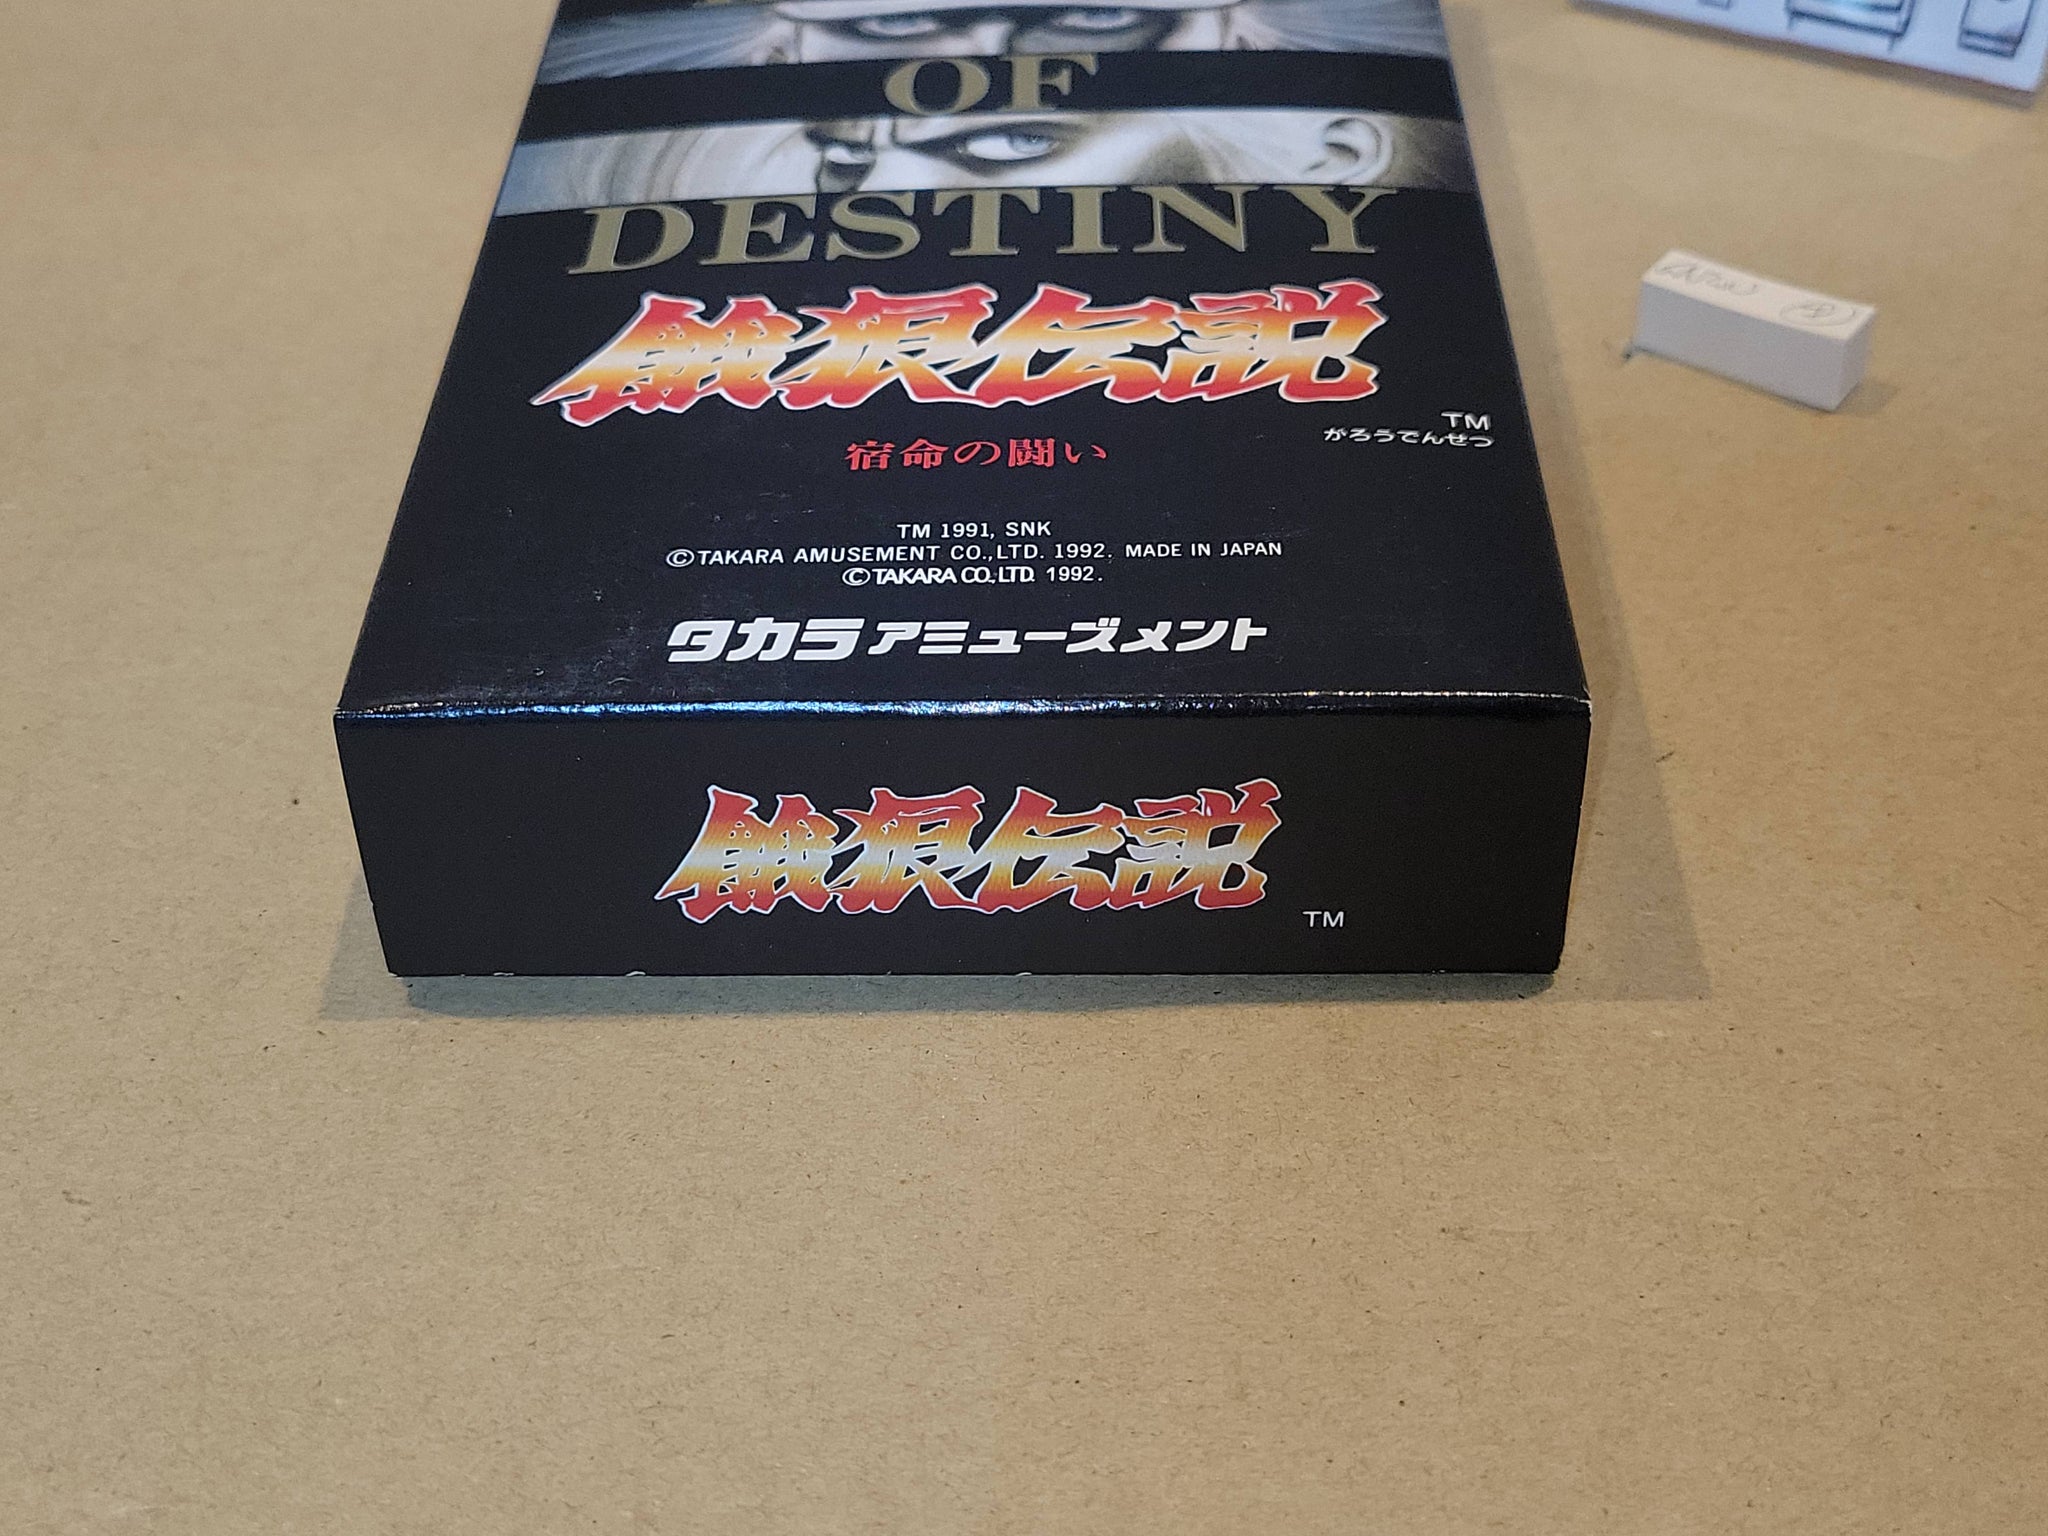 OF
DESTINY
餓狼伝説
TM
がろうでんせつ
宿命の闘い
TM 1991, SNK
©TAKARA AMUSEMENT CO.,LTD. 1992. MADE IN JAPAN
©TAKARA CO.,LTD. 1992.
タカラアミューズメント
餓狼伝説
TM